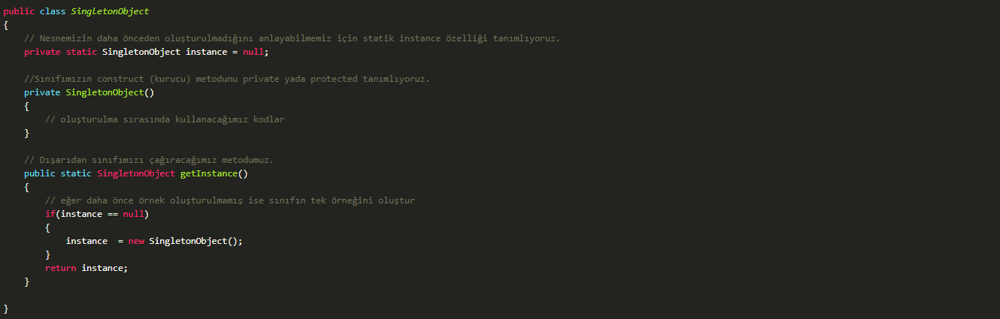 public class SingletonObject
{
    // Nesnemizin daha önceden oluşturulmadığını anlayabilmemiz için statik instance özelliği tanımlıyoruz.
    private static SingletonObject instance = null;

    //Sınıfımızın construct (kurucu) metodunu private yada protected tanımlıyoruz.
    private SingletonObject()
    {
        // oluşturulma sırasında kullanacağımız kodlar
    }

    // Dışarıdan sınıfımızı çağıracağımız metodumuz.
    public static SingletonObject getInstance()
    {
        // eğer daha önce örnek oluşturulmamış ise sınıfın tek örneğini oluştur
        if(instance == null)
        {
            instance  = new SingletonObject();
        }
        return instance;
    }

}